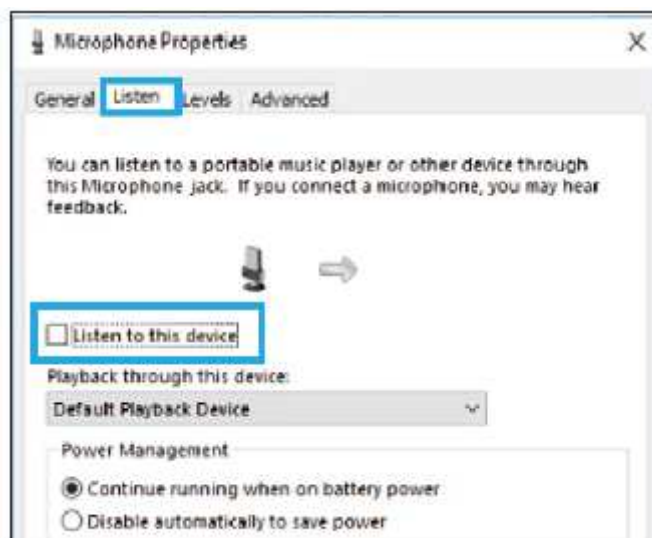 Microphone Properties
General Listen Levels Advanced
You can listen to a portable music player or other device through
this Microphone jack. If you connect a microphone, you may hear
feedback.
Listen to this device
Playback through this device:
Default Playback Device
Power Management
Continue running when on battery power
Disable automatically to save power